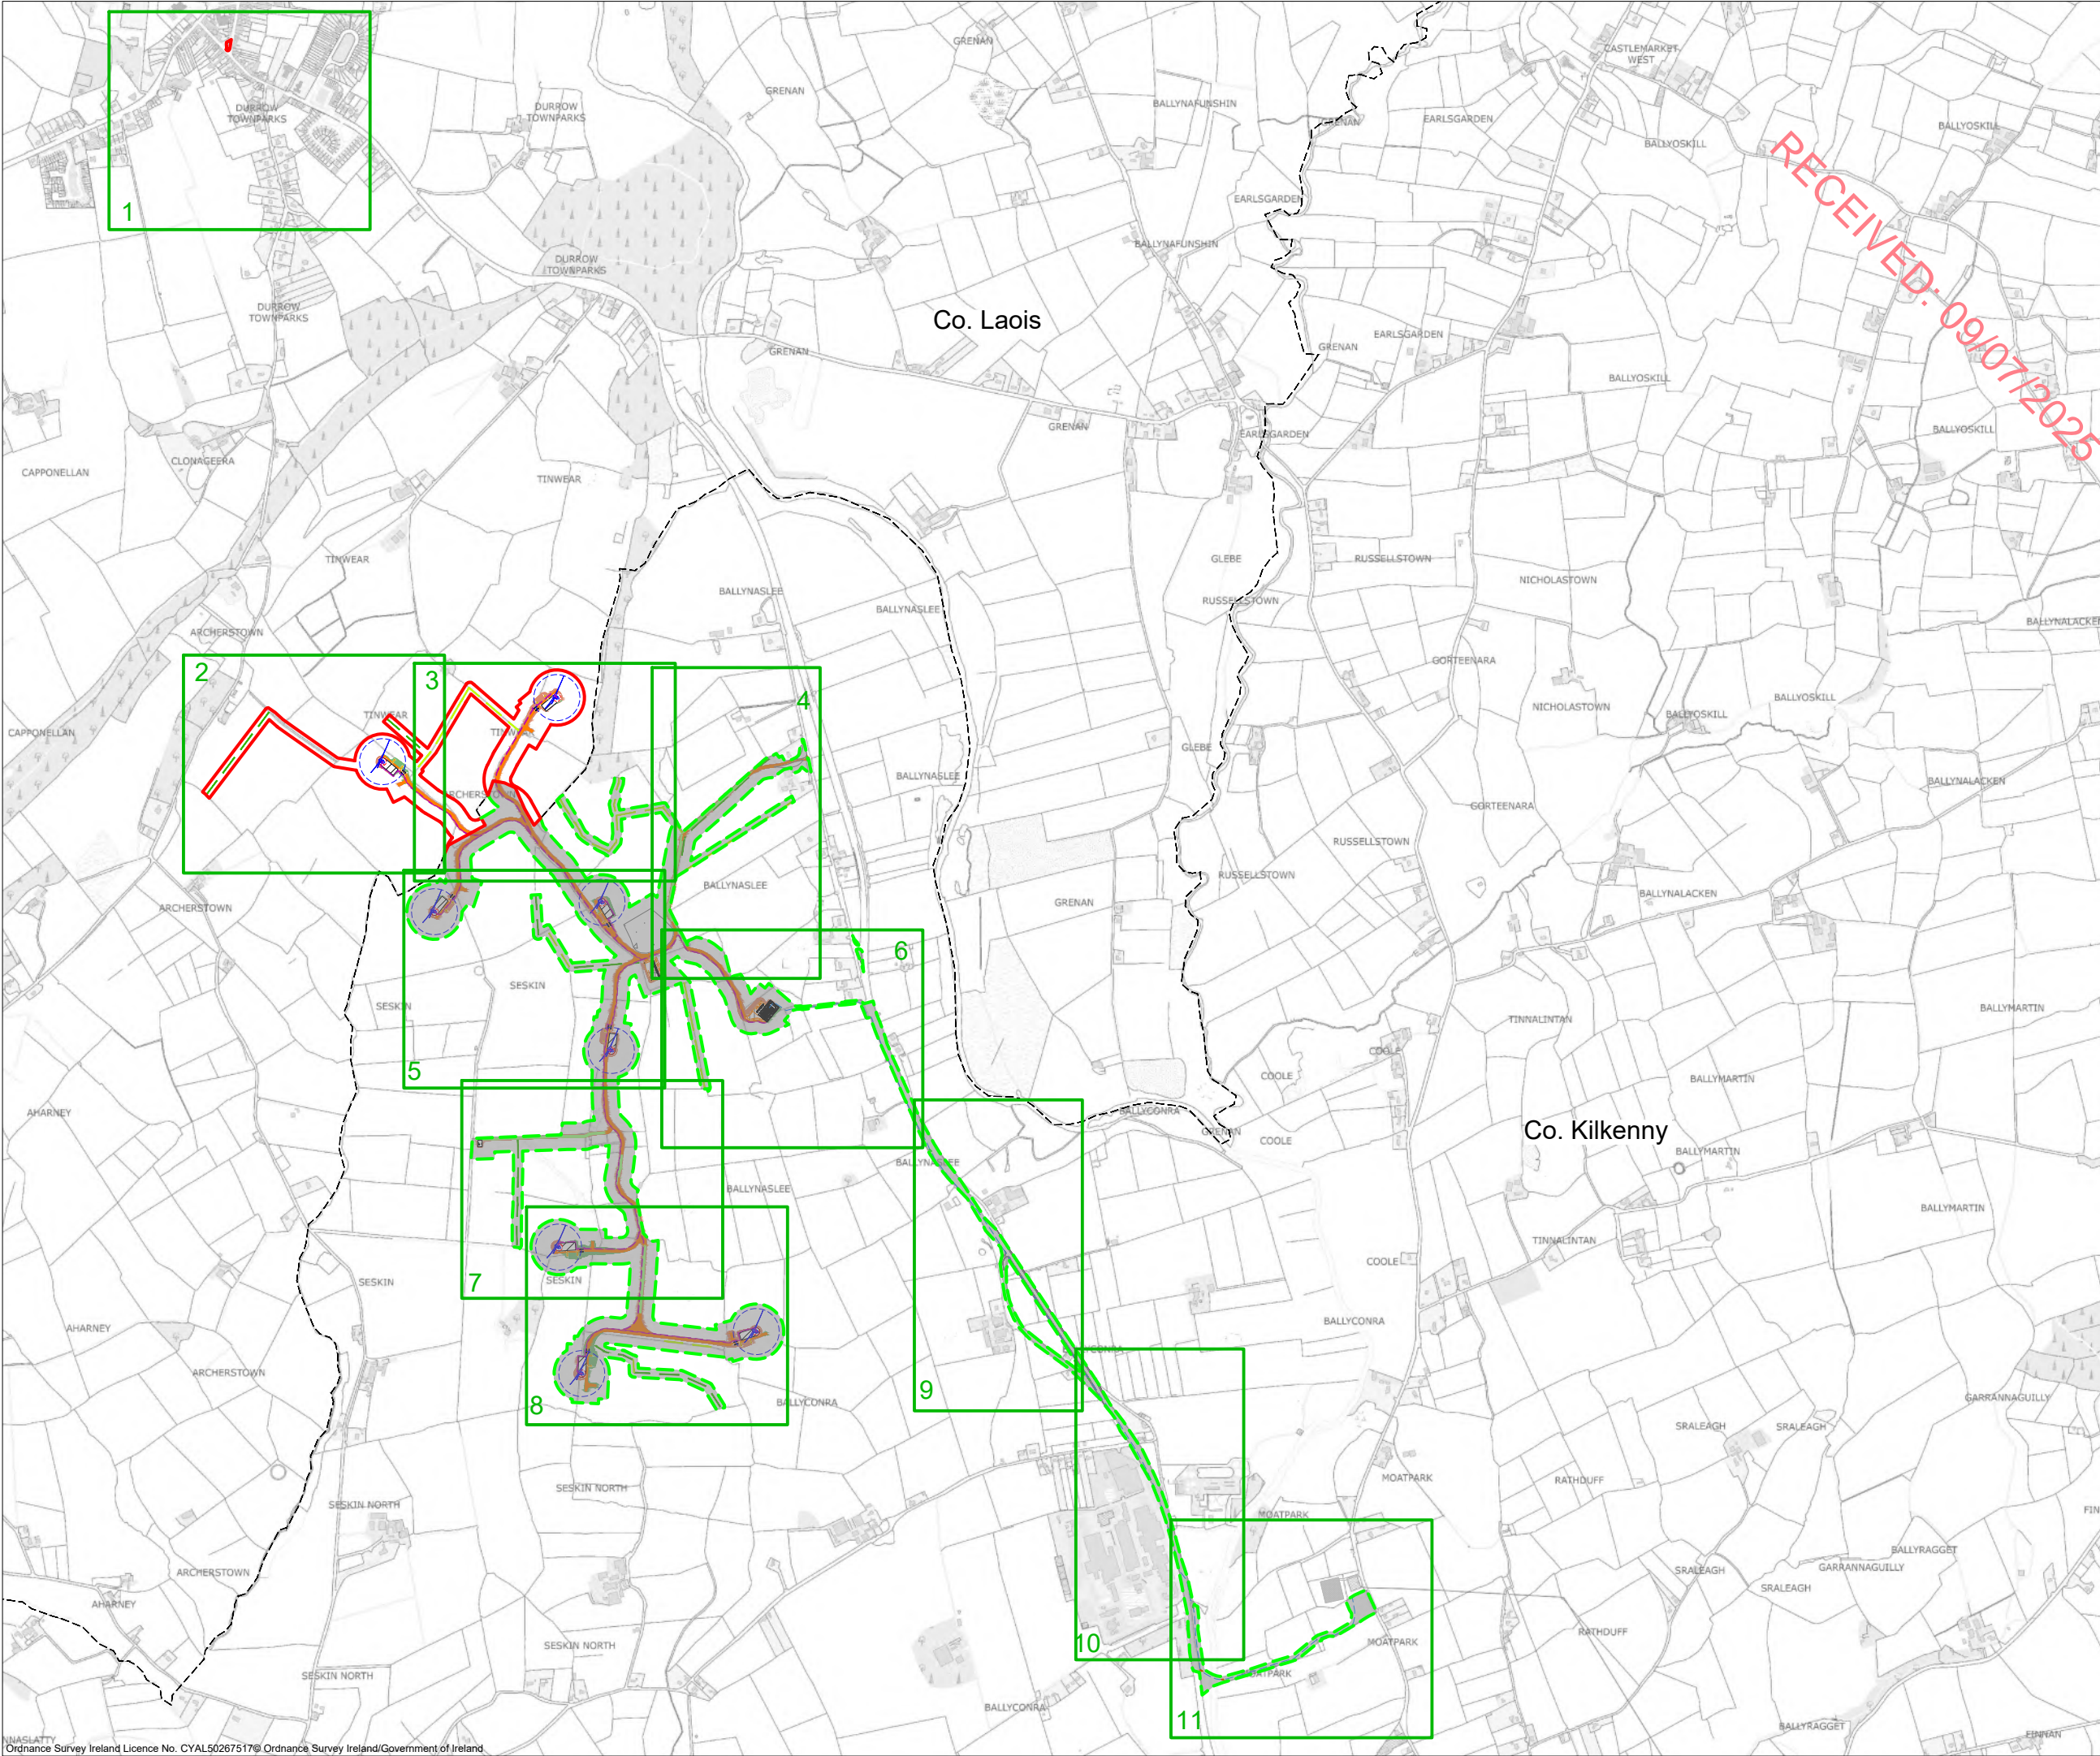 GRENAN
CASTLEMARKET
WEST
GRENAN
DURROW
TOWNPARKS
DURROW
TOWNPARKS
BALLYNAFUNSHIN
GRENAN
EARLSGARDEN
BALLYOSKILL
BALLYOSKILL
RECEIVED: 09/07/2025
1
EARLSGARDEN
BALLYNAFUNSHIN
DURROW
TOWNPARKS
DURROW
TOWNPARKS
Co. Laois
GRENAN
GRENAN
EARLSGARDEN
BALLYOSKILL
GRENAN
EARLSGARDEN
BALLYOSKILL
CAPPONELLAN
CLONAGEERA
TINWEAR
TINWEAR
GLEBE
RUSSELLSTOWN
NICHOLASTOWN
BALLYNASLEE
BALLYNASLEE
RUSSELLSTOWN
BALLYNALACKEN
ARCHERSTOWN
2
3
4
GORTEENARA
BALLYOSKILL
NICHOLASTOWN
BALLYOSKILL
TINWEAR
CAPPONELLAN
TINWEAR
GLEBE
BALLYNASLEE
BALLYNALACKEN
ARCHERSTOWN
GORTEENARA
RUSSELLSTOWN
RUSSELLSTOWN
BALLYNASLEE
BALLYNALACKEN
GRENAN
ARCHERSTOWN
6
SESKIN
SESKIN
TINNALINTAN
BALLYMARTIN
COOLE
5
COOLE
BALLYMARTIN
AHARNEY
BALLYCONRA
GRENAN
COOLE
Co. Kilkenny
BALLYMARTIN
BALLYNASLEE
BALLYNASLEE
BALLYMARTIN
TINNALINTAN
COOLE
7
SESKIN
SESKIN
AHARNEY
BALLYCONRA
ARCHERSTOWN
8
BALLYCONRA
9
GARRANNAGUILLY
SRALEAGH
SRALEAGH
SESKIN NORTH
MOATPARK
RATHDUFF
SESKIN NORTH
MOATPARK
BALLYRAGGET
GARRANNAGUILLY
ARCHERSTOWN
SRALEAGH
SRALEAGH
AHARNEY
RATHDUFF
10
MOATPARK
SESKIN NORTH
SESKIN NORTH
MOATPARK
BALLYCONRA
11
BALLYRAGGET
FINNAN
Ordnance Survey Ireland Licence No. CYAL50267517© Ordnance Survey Ireland/Government of Ireland